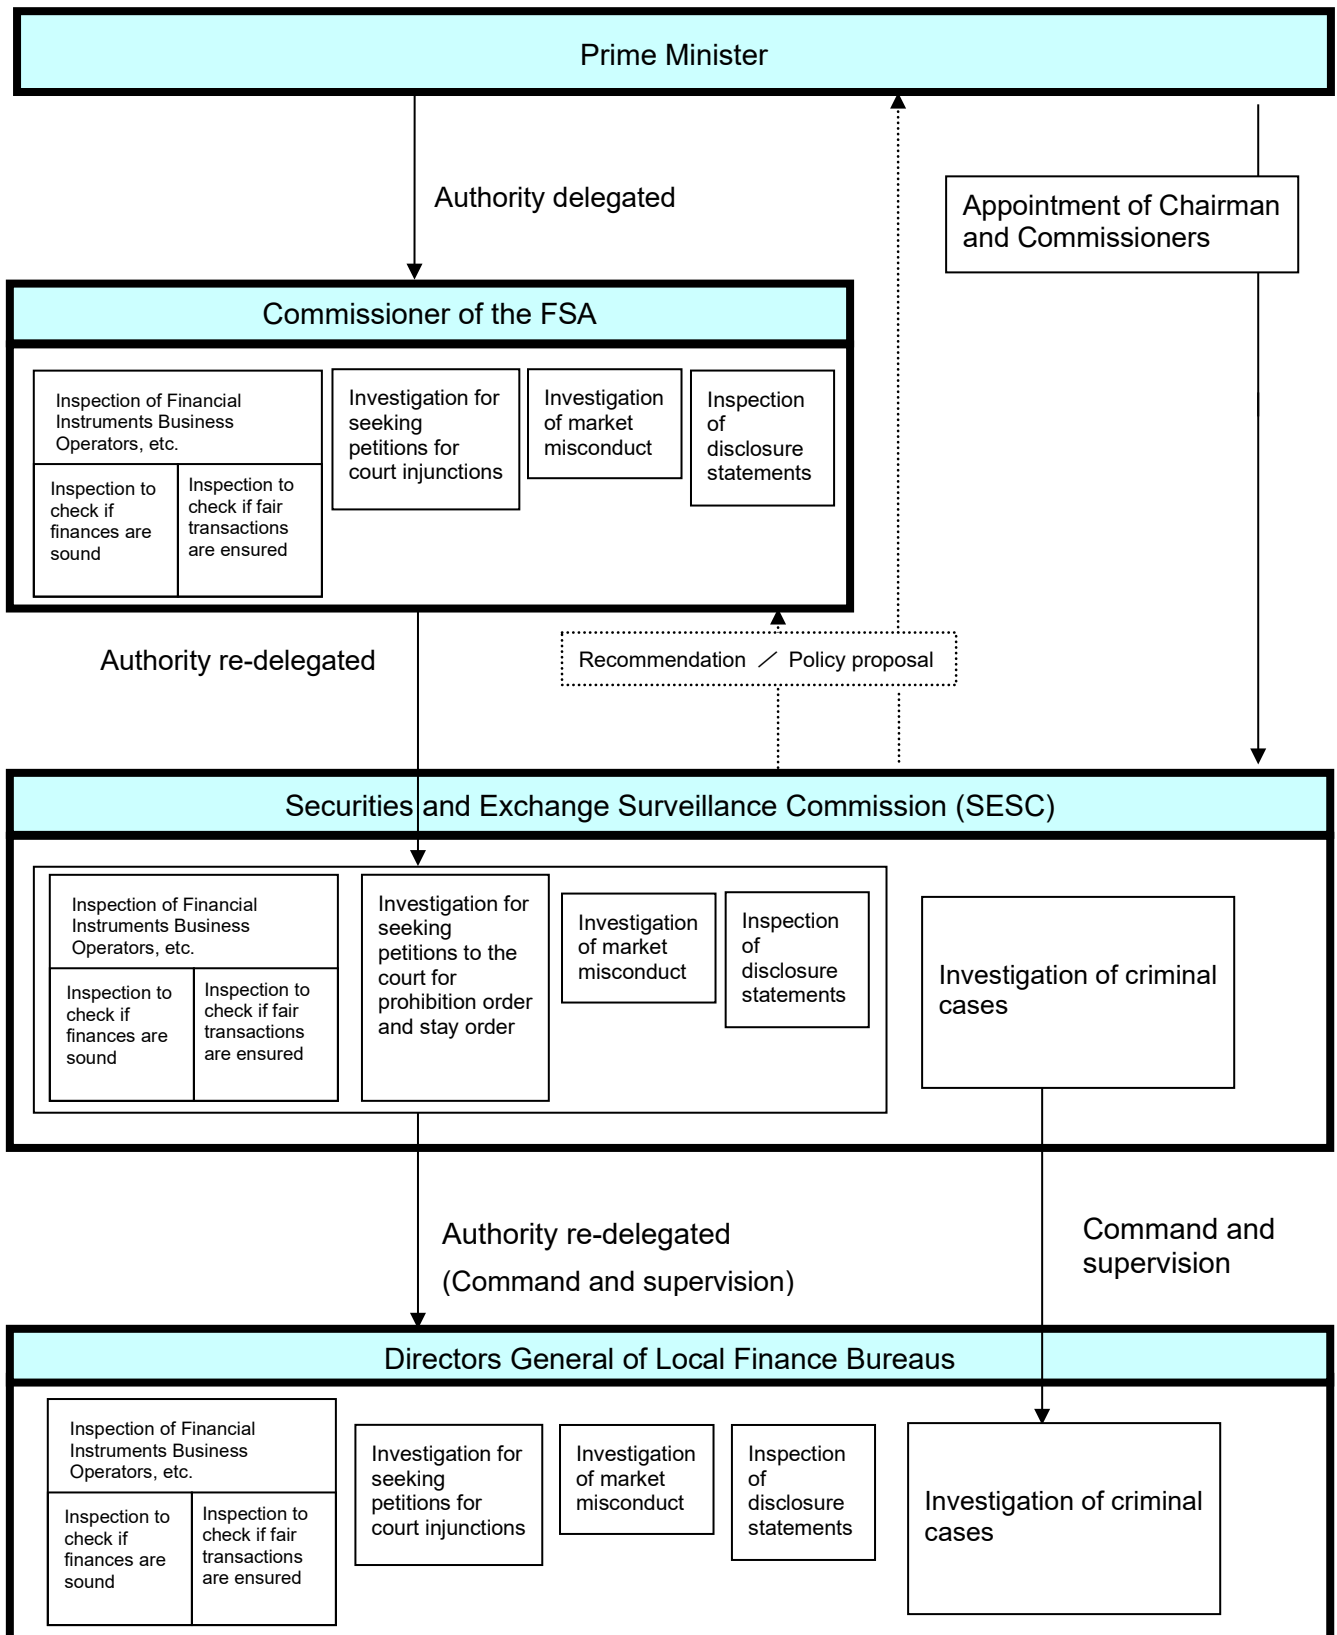 Prime Minister
Authority delegated
Appointment of Chairman
and Commissioners
Commissioner of the FSA
Inspection of Financial
Instruments Business
Operators, etc.
Inspection to
check if
finances are
sound
Inspection to
check if fair
transactions
are ensured
Investigation for
seeking
petitions for
court injunctions
Investigation
of market
misconduct
Inspection
of
disclosure
statements
Authority re-delegated
Recommendation ／ Policy proposal
Securities and Exchange Surveillance Commission (SESC)
Inspection of Financial
Instruments Business
Operators, etc.
Inspection to
check if
finances are
sound
Inspection to
check if fair
transactions
are ensured
Investigation for
seeking
petitions to the
court for
prohibition order
and stay order
Investigation
of market
misconduct
Inspection
of
disclosure
statements
Investigation of criminal
cases
Authority re-delegated
(Command and supervision)
Command and
supervision
Directors General of Local Finance Bureaus
Inspection of Financial
Instruments Business
Operators, etc.
Inspection to
check if
finances are
sound
Inspection to
check if fair
transactions
are ensured
Investigation for
seeking
petitions for
court injunctions
Investigation
of market
misconduct
Inspection
of
disclosure
statements
Investigation of criminal
cases